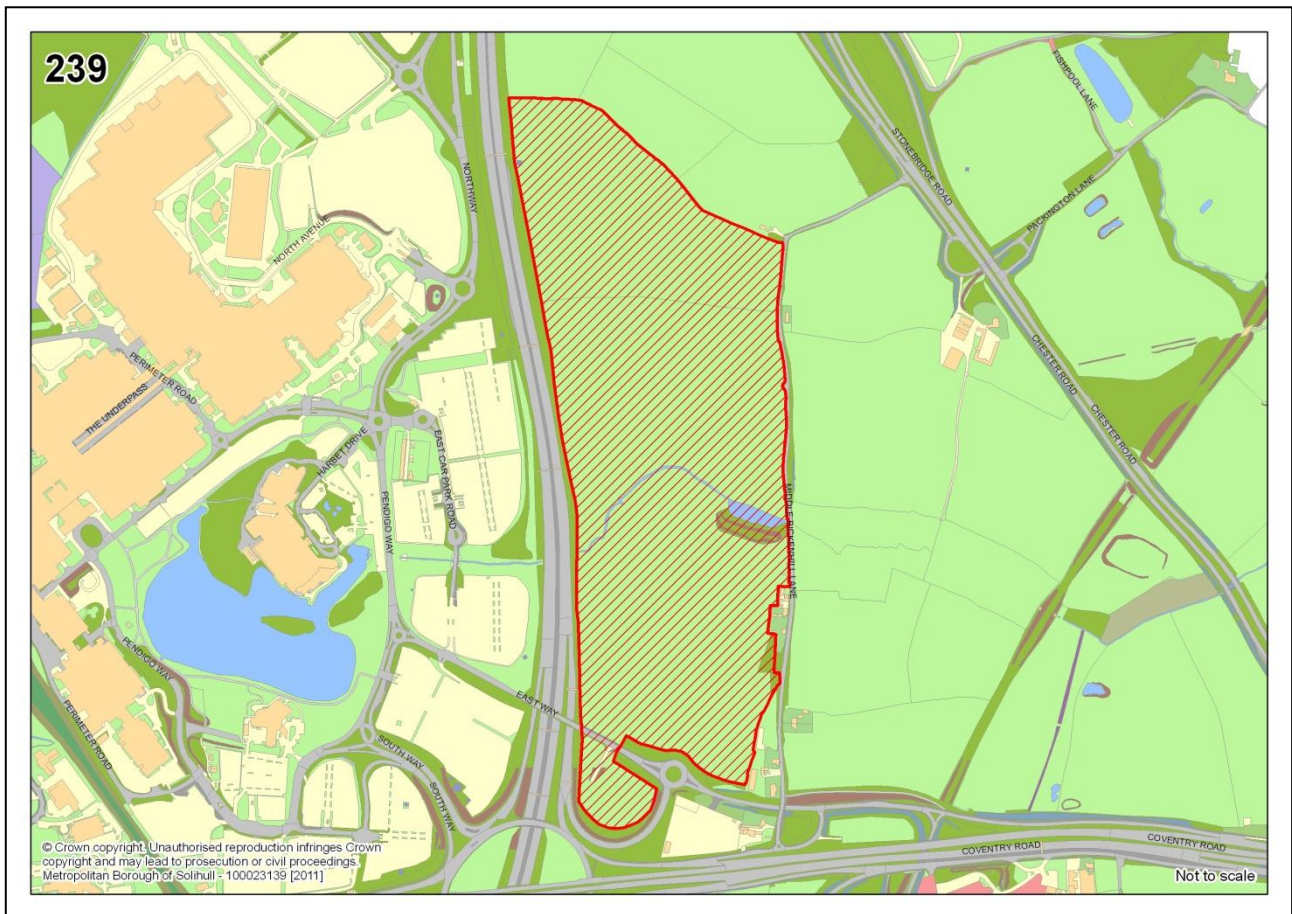 239
FISHPOOL LANE
STONEBRIDGE ROAD
PACKINGTON LANE
NORTHWAY
NORTH AVENUE
PERIMETER ROAD
THE UNDERPASS
HARBET DRIVE
EAST CAR PARK ROAD
PENDIGO WAY
CHESTER ROAD
CHESTER ROAD
MIDDLE BICKENHILL LANE
PENDIGO WAY
PERIMETER ROAD
EAST WAY
SOUTH WAY
SOUTH WAY
COVENTRY ROAD
COVENTRY ROAD
© Crown copyright. Unauthorised reproduction infringes Crown
copyright and may lead to prosecution or civil proceedings.
Metropolitan Borough of Solihull - 100023139 [2011]
Not to scale